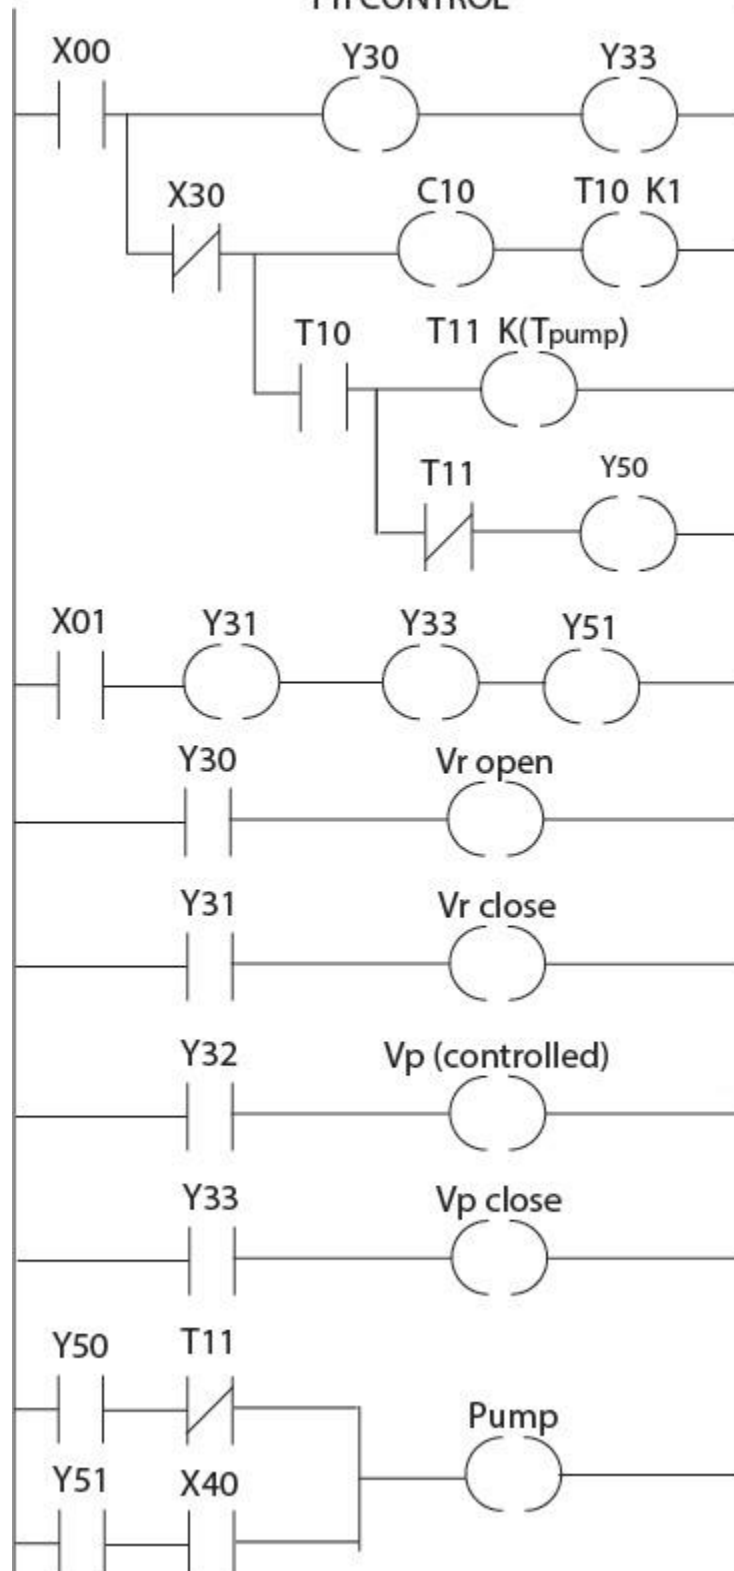 CONTROL
X00 Y30 Y33
X30 C10 T10 K1
T10 T11 K(Tpump)
T11 Y50
X01 Y31 Y33 Y51
Y30 Vr open
Y31 Vr close
Y32 Vp (controlled)
Y33 Vp close
Y50 T11
Pump
Y51 X40